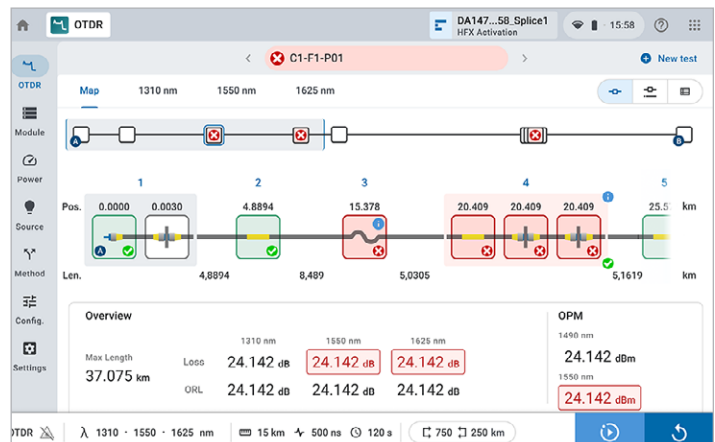 OTDR
DA147...58_Splice1
HFX Activation
15:58
C1-F1-P01
New test
OTDR
Module
Power
Source
Method
Config.
Settings
Map 1310 nm 1550 nm 1625 nm
A B
1 2 3 4 5
Pos. 0.0000 0.0030 4.8894 15.378 20.409 20.409 20.409 25.5 km
A
Len. 4,8894 8,489 5,0305 5,1619 km
Overview
1310 nm 1550 nm 1625 nm
Max Length
37.075 km
Loss 24.142 dB 24.142 dB 24.142 dB
ORL 24.142 dB 24.142 dB 24.142 dB
OPM
1490 nm
24.142 dBm
1550 nm
24.142 dBm
OTDR λ 1310 · 1550 · 1625 nm 15 km 500 ns 120 s 750 250 km